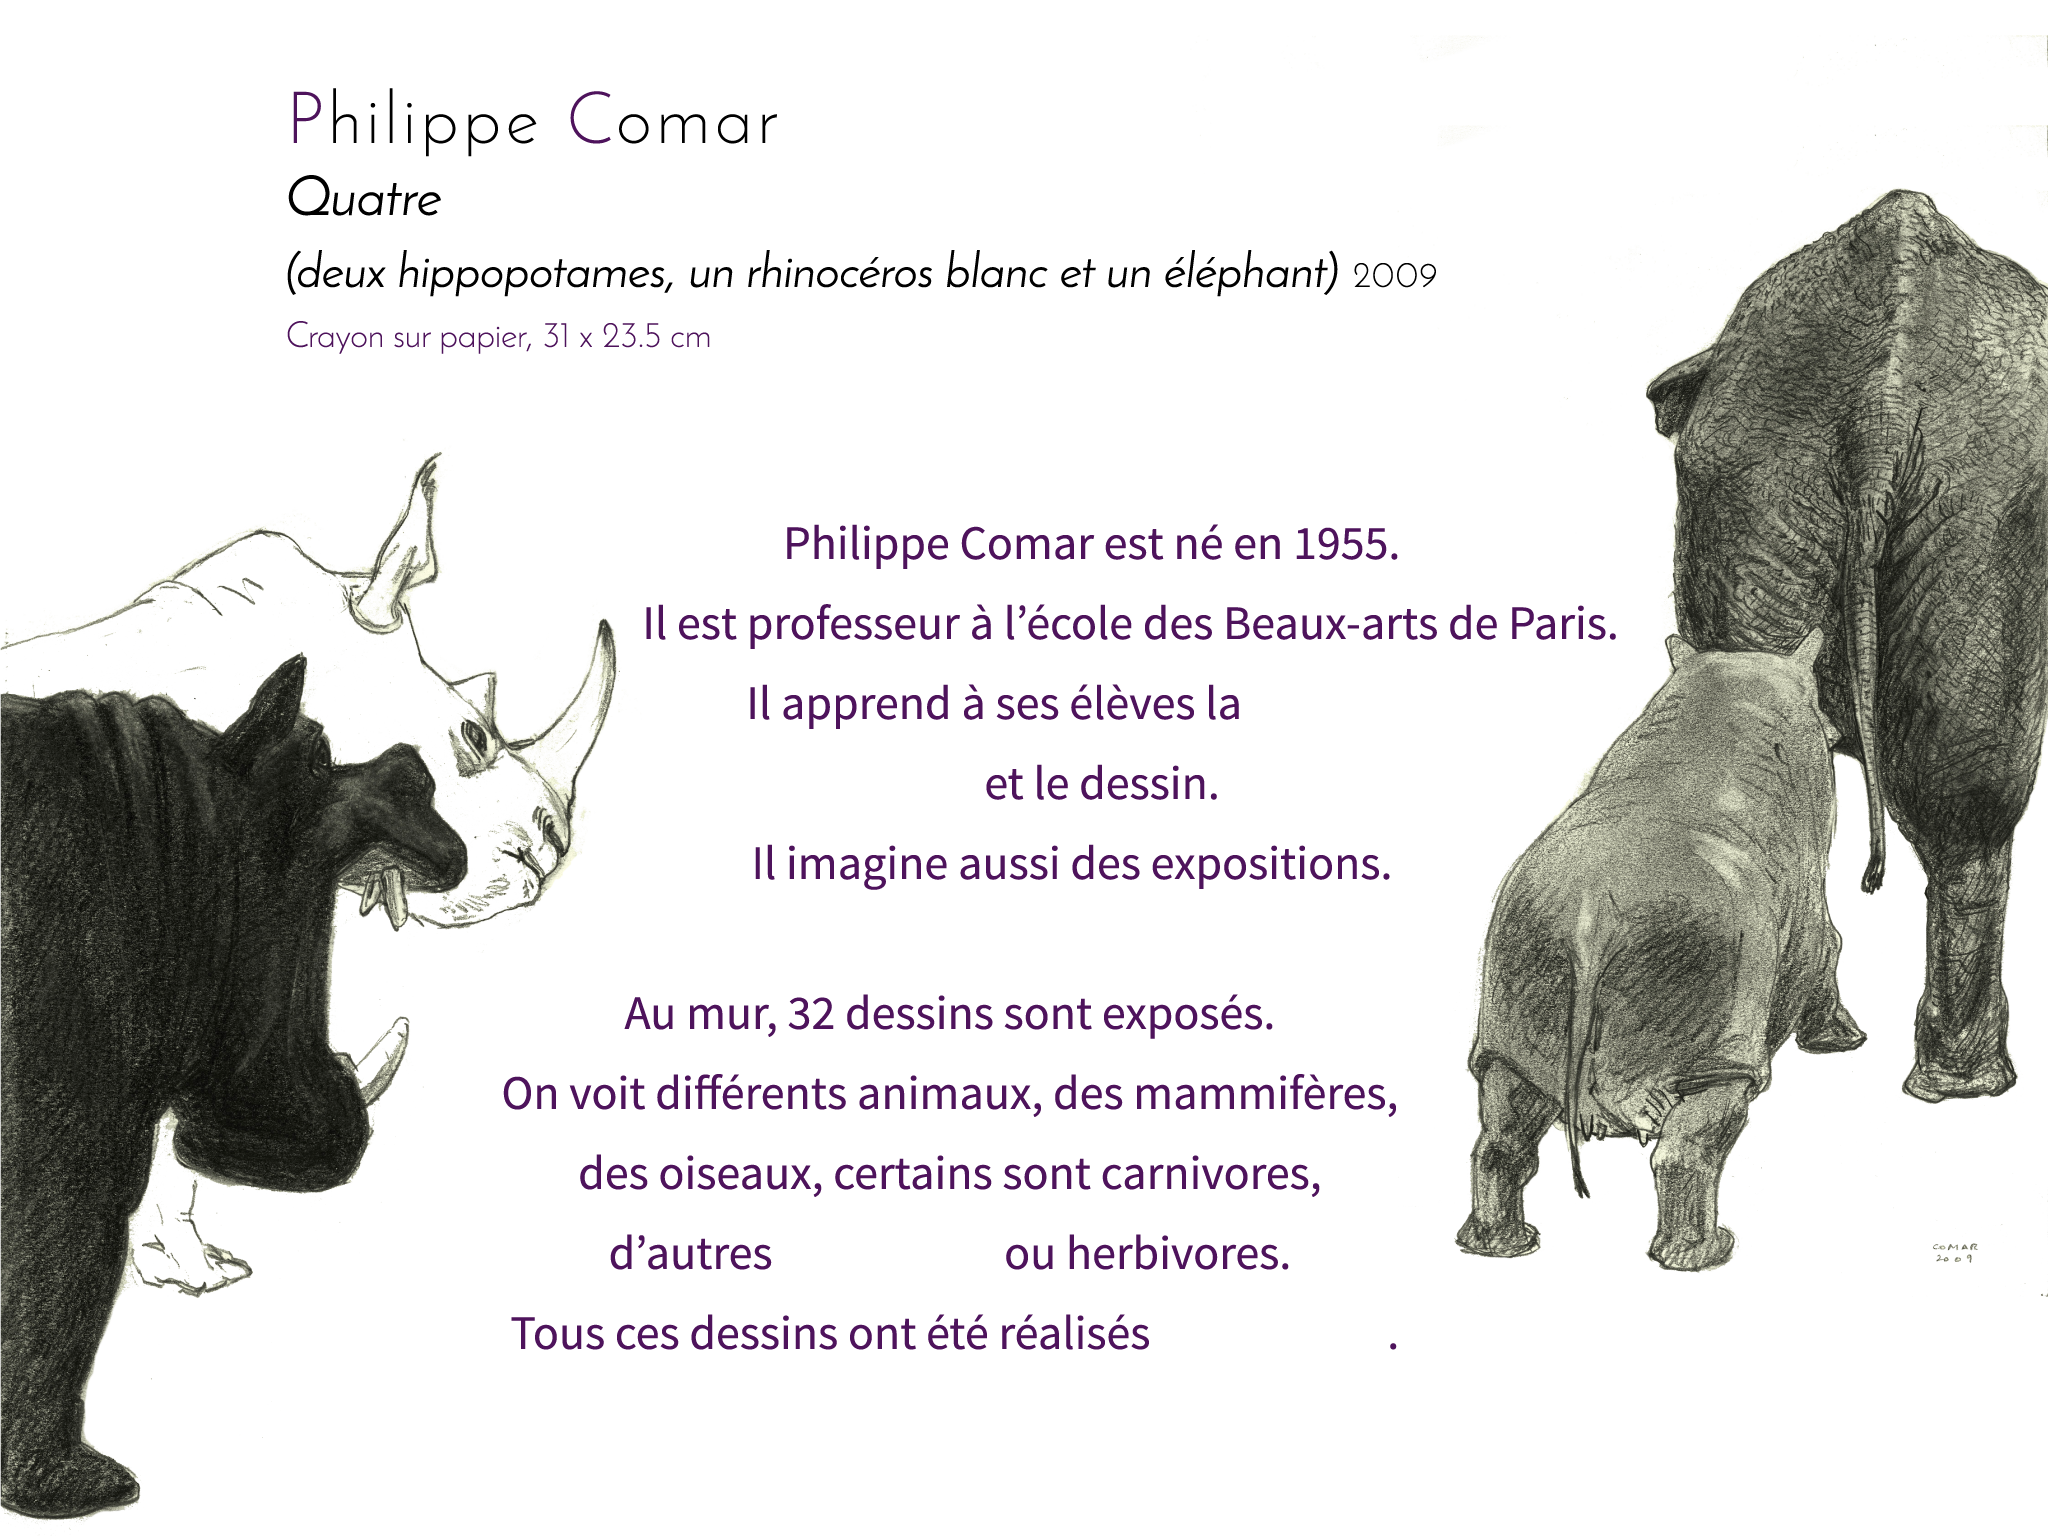 Philippe Comar
Quatre
(deux hippopotames, un rhinocéros blanc et un éléphant) 2009
Crayon sur papier, 31 x 23.5 cm
Philippe Comar est né en 1955.
Il est professeur à l’école des Beaux-arts de Paris.
Il apprend à ses élèves la
et le dessin.
Il imagine aussi des expositions.
Au mur, 32 dessins sont exposés.
On voit différents animaux, des mammifères,
des oiseaux, certains sont carnivores,
d’autres ou herbivores.
Tous ces dessins ont été réalisés .
COMAR
2009